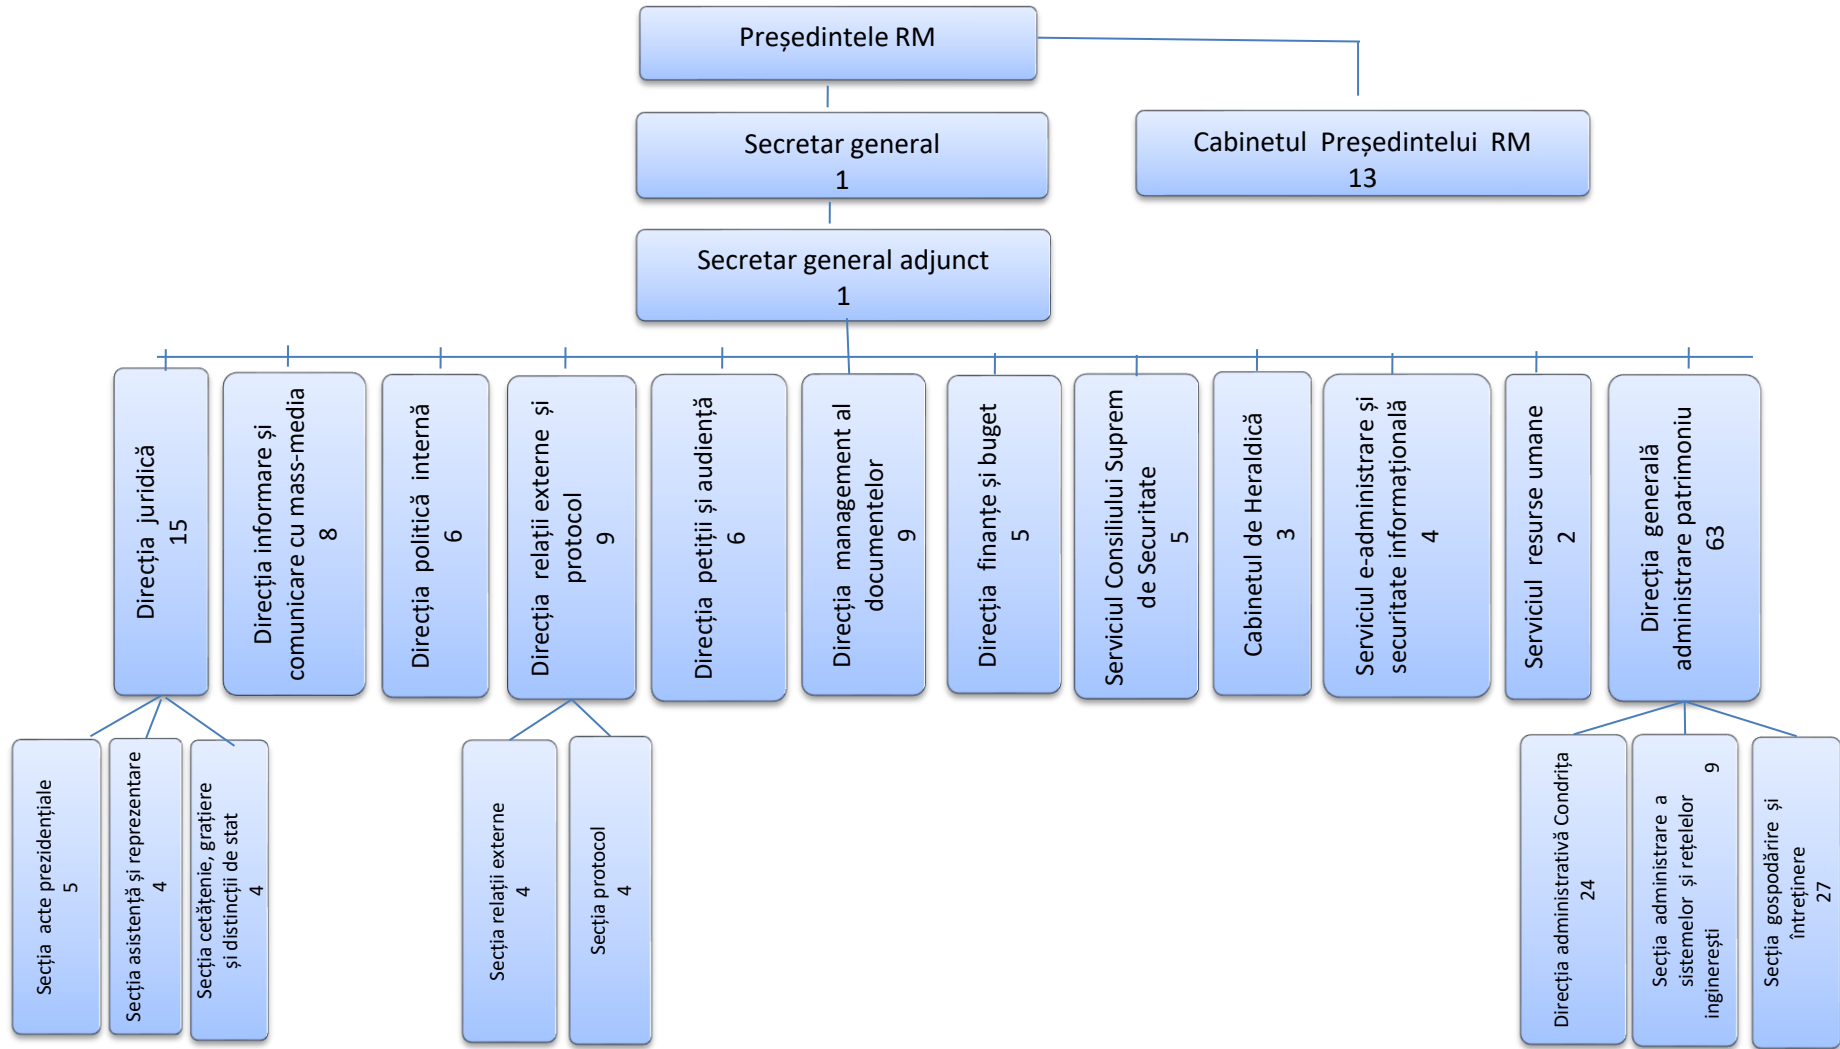 Președintele RM
Secretar general
1
Cabinetul Președintelui RM
13
Secretar general adjunct
1
Direcția juridică
15
Direcția informare și
comunicare cu mass-media
8
Direcția politică internă
6
Direcția relații externe și
protocol
9
Direcția petiții și audiență
6
Direcția management al
documentelor
9
Direcția finanțe și buget
5
Serviciul Consiliului Suprem
de Securitate
5
Cabinetul de Heraldică
3
Serviciul e-administrare și
securitate informațională
4
Serviciul resurse umane
2
Direcția generală
administrare patrimoniu
63
Secția acte prezidențiale
5
Secția asistență și reprezentare
4
Secția cetățenie, grațiere
și distincții de stat
4
Secția relații externe
4
Secția protocol
4
Direcția administrativă Condrița
24
Secția administrare a
sistemelor și rețelelor
inginerești 9
Secția gospodărire și
întreținere
27